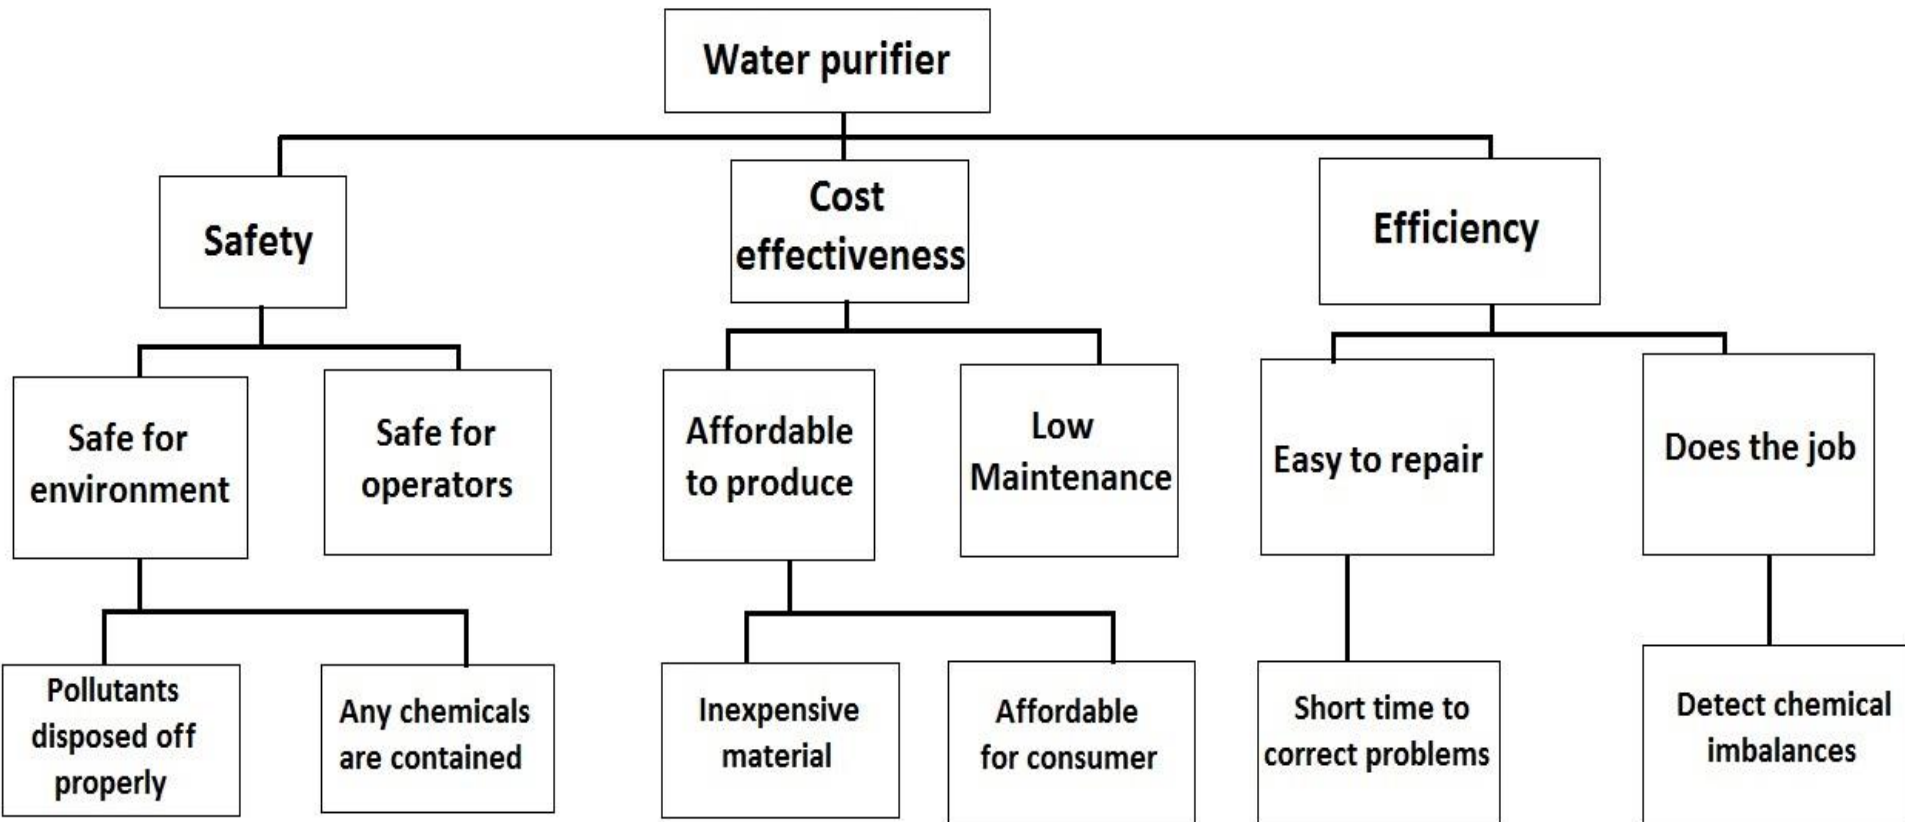 Water purifier
Safety
Cost
effectiveness
Efficiency
Safe for
environment
Safe for
operators
Affordable
to produce
Low
Maintenance
Easy to repair
Does the job
Pollutants
disposed off
properly
Any chemicals
are contained
Inexpensive
material
Affordable
for consumer
Short time to
correct problems
Detect chemical
imbalances